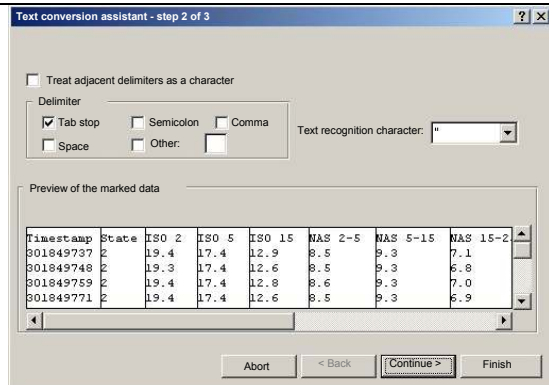 Text conversion assistant - step 2 of 3
Treat adjacent delimiters as a character
Delimiter
Tab stop Semicolon Comma
Space Other:
Text recognition character: "
Preview of the marked data
Timestamp State ISO 2 ISO 5 ISO 15 NAS 2-5 NAS 5-15 NAS 15-2
301849737 2 19.4 17.4 12.9 8.5 9.3 7.1
301849748 2 19.3 17.4 12.6 8.5 9.3 6.8
301849759 2 19.4 17.4 12.8 8.6 9.3 7.0
301849771 2 19.4 17.4 12.6 8.5 9.3 6.9
Abort < Back Continue > Finish